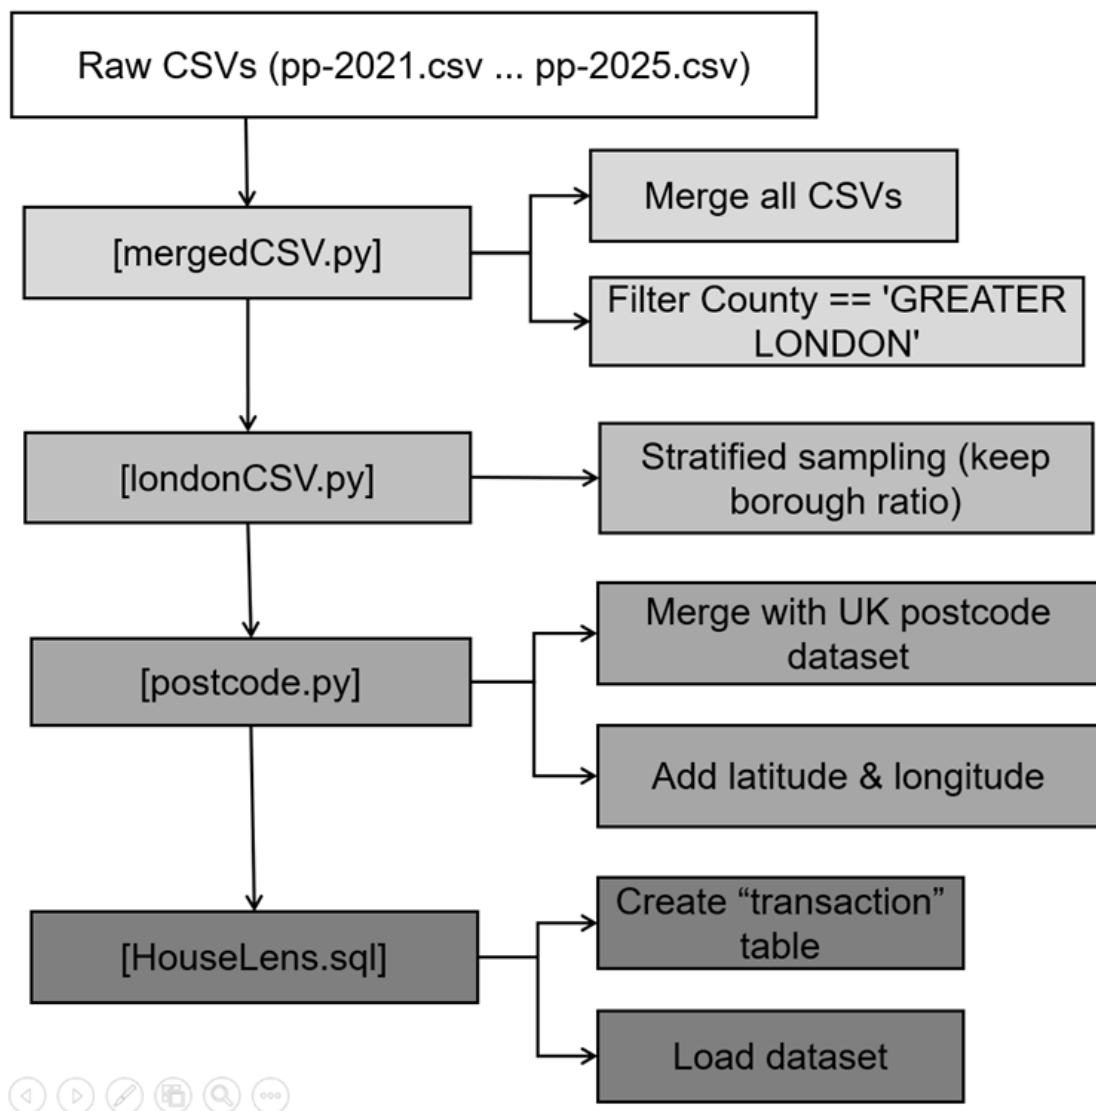 Raw CSVs (pp-2021.csv ... pp-2025.csv)
[mergedCSV.py]
Merge all CSVs
Filter County == 'GREATER
LONDON'
[londonCSV.py]
Stratified sampling (keep
borough ratio)
[postcode.py]
Merge with UK postcode
dataset
Add latitude & longitude
[HouseLens.sql]
Create “transaction”
table
Load dataset